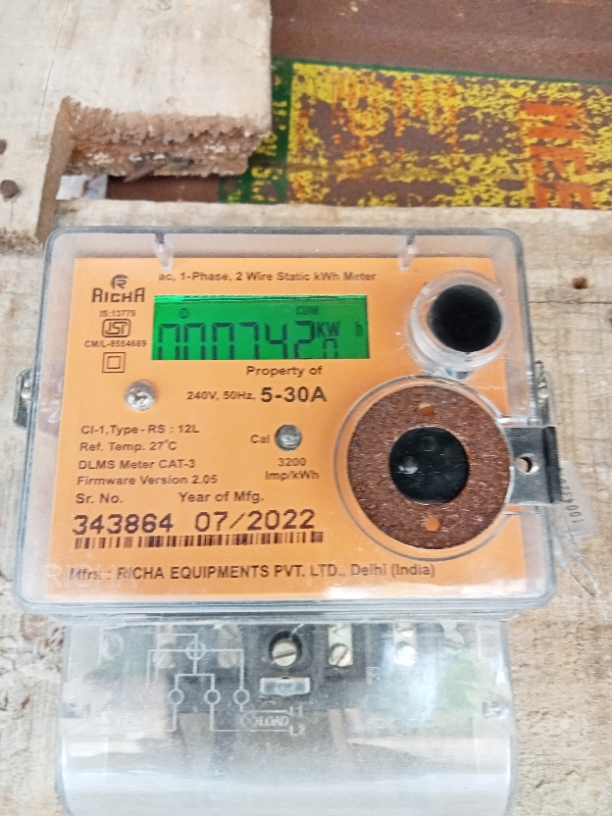 ac, 1-Phase, 2 Wire Static kWh Meter
RICHA
IS:13779
ISI
CM/L-8554689
CUM
000742 KW h
Property of
240V, 50Hz, 5-30A
CI-1,Type - RS : 12L
Ref. Temp. 27°C
DLMS Meter CAT-3
Firmware Version 2.05
Cal
3200
Imp/kWh
Sr. No. Year of Mfg.
343864 07/2022
Mfrs : RICHA EQUIPMENTS PVT. LTD., Delhi (India)
LOAD
L1
L2